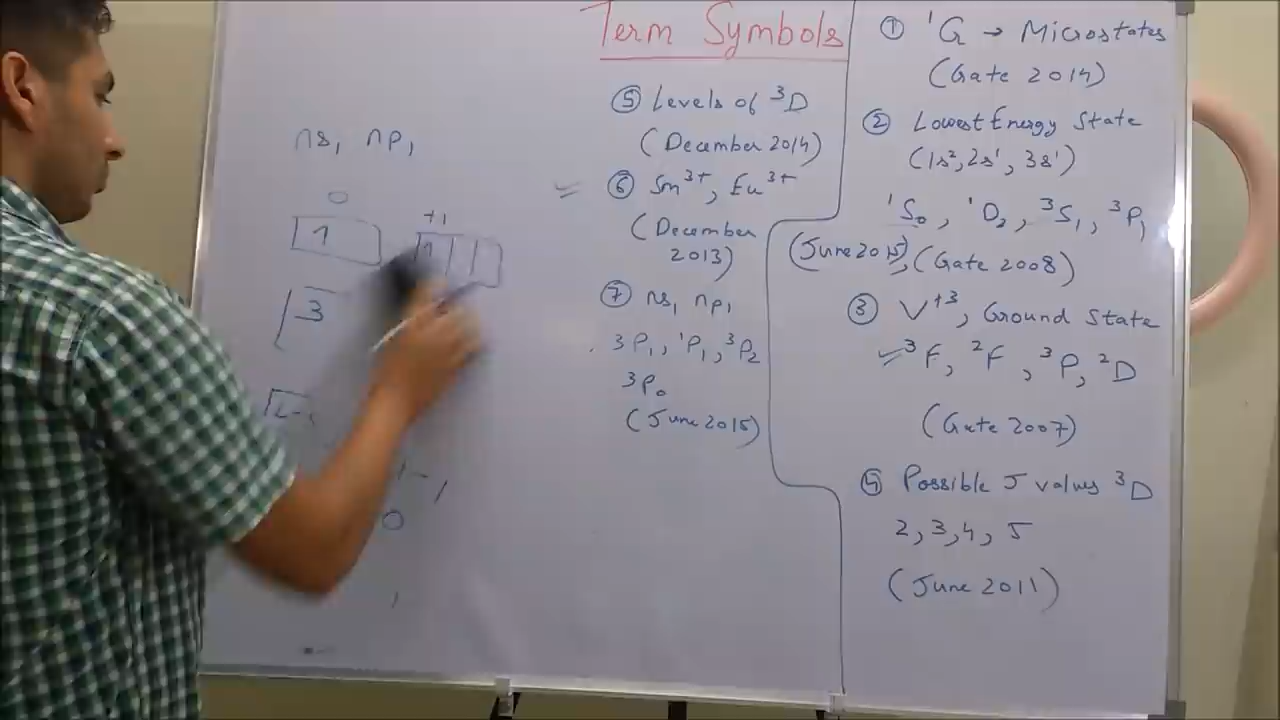 Term Symbols
ns, np,
0
+1
1
1
3
0
⑤ Levels of ³D
(December 2014)
⑥ Sm³⁺, Eu³⁺
(December
2013)
⑦ ns, np,
³P₁, ¹P₁, ³P₂
³P₀
(June 2015)
① ¹G → Microstates
(Gate 2014)
② Lowest Energy State
(1s², 2s¹, 3s¹)
¹S₀, ¹D₂, ³S₁, ³P₁
(June 2015), (Gate 2008)
③ V⁺³, Ground State
³F, ²F, ³P, ²D
(Gate 2007)
④ Possible J values ³D
2, 3, 4, 5
(June 2011)